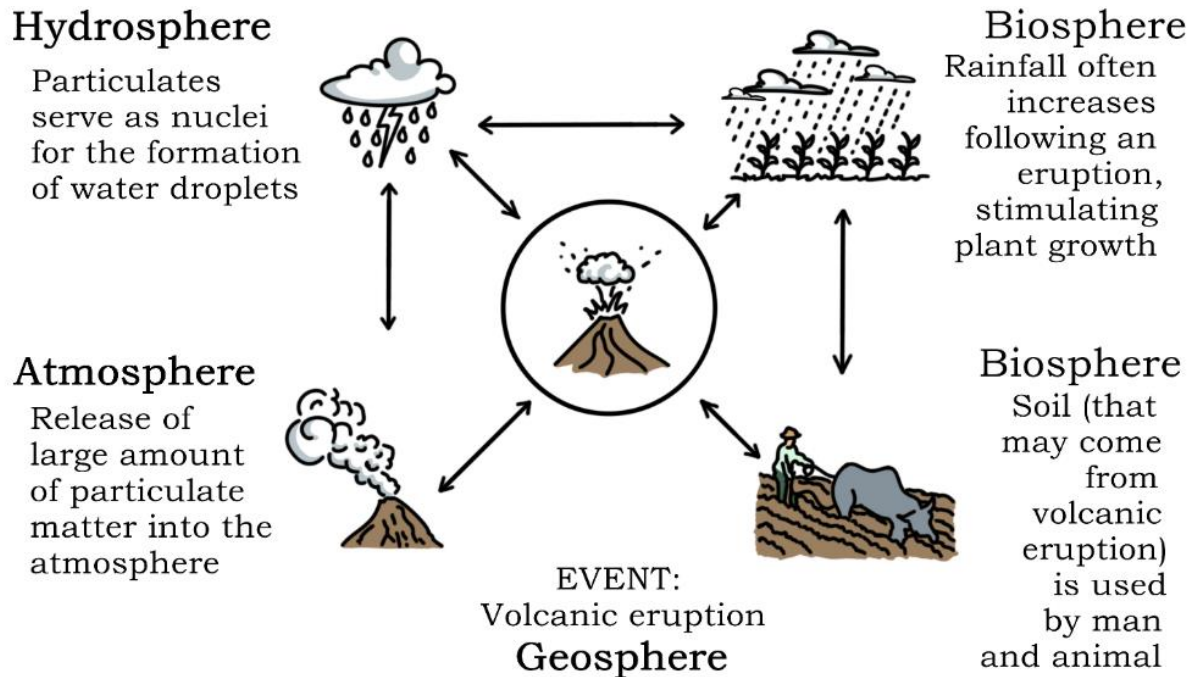 Hydrosphere
Particulates
serve as nuclei
for the formation
of water droplets
Biosphere
Rainfall often
increases
following an
eruption,
stimulating
plant growth
Atmosphere
Release of
large amount
of particulate
matter into the
atmosphere
Biosphere
Soil (that
may come
from
volcanic
eruption)
is used
by man
and animal
EVENT:
Volcanic eruption
Geosphere